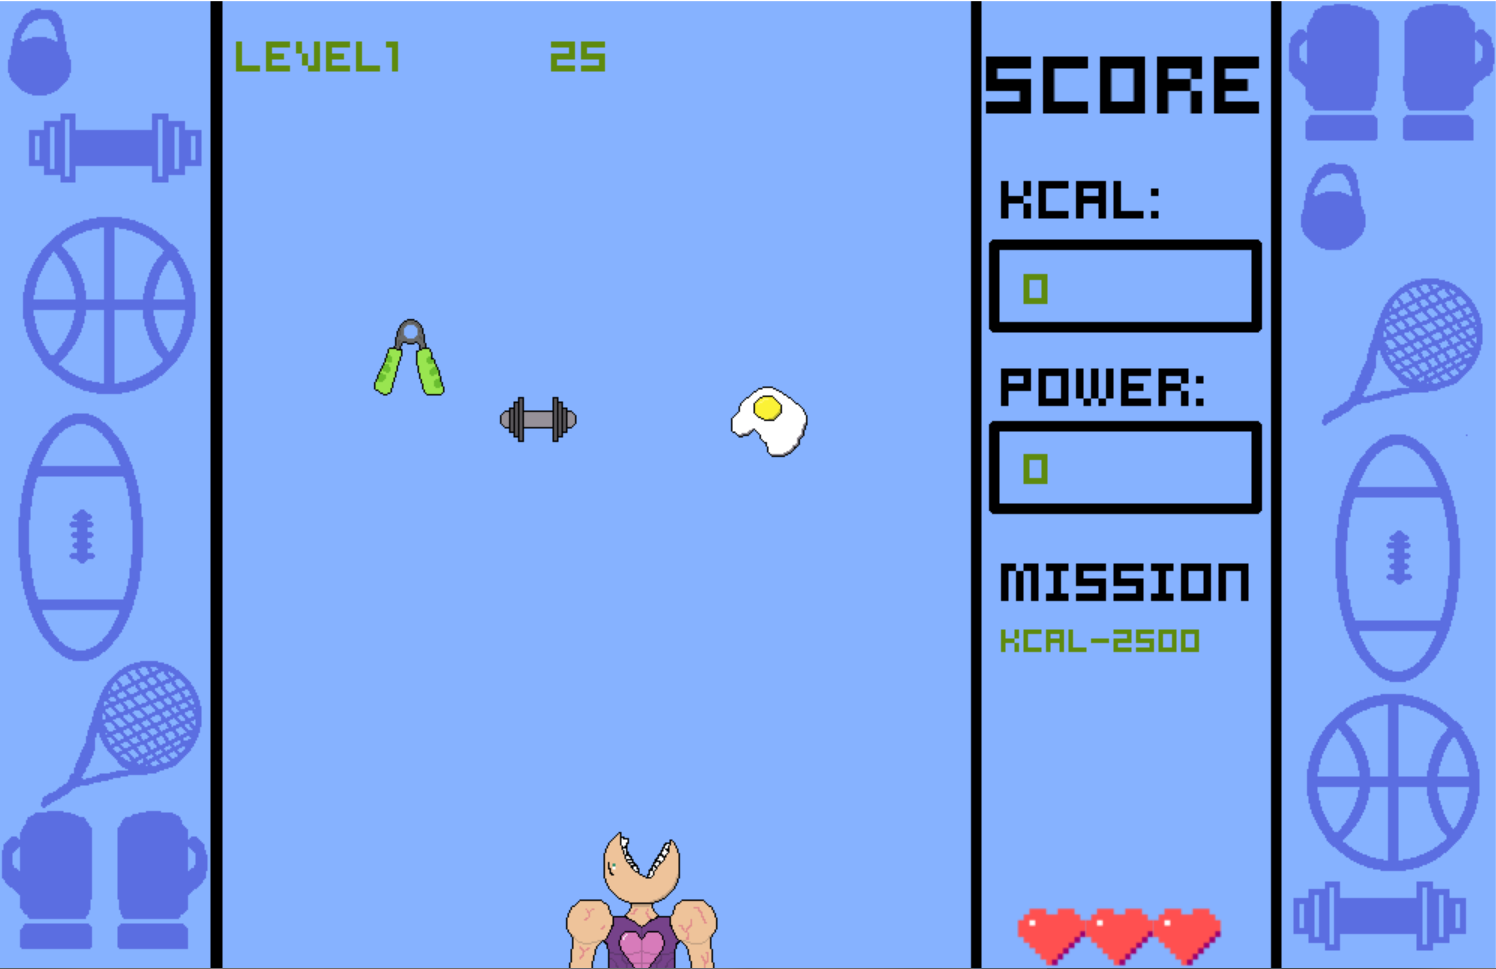 LEVEL1 25
SCORE
KCAL:
0
POWER:
0
MISSION
KCAL-2500